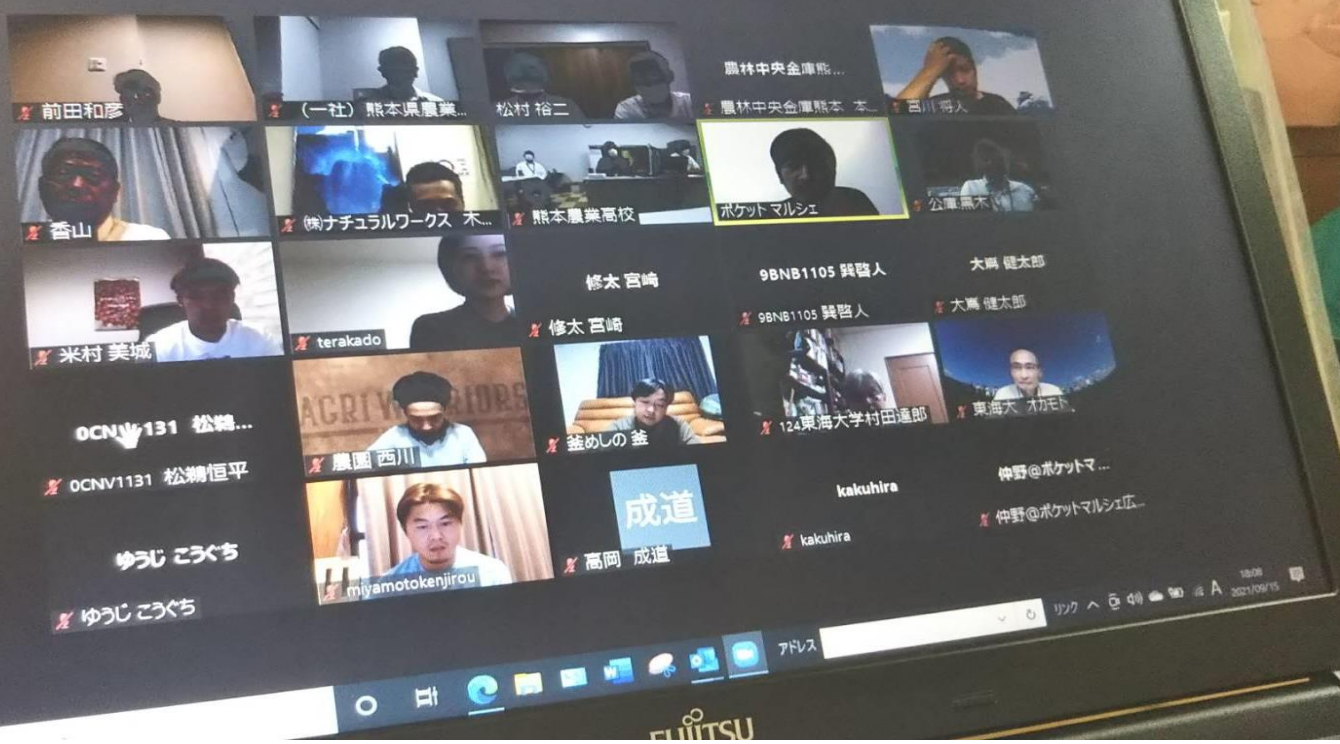 前田和彦
(一社) 熊本県農業...
松村 裕二
農林中央金庫熊...
農林中央金庫熊本 本...
宮川 将人
香山
(株)ナチュラルワークス 木...
熊本農業高校
ポケット マルシェ
公庫黒木
米村 美城
terakado
修太 宮崎
修太 宮崎
9BNB1105 巽啓人
9BNB1105 巽啓人
大嶌 健太郎
大嶌 健太郎
松鵜...
0CNV1131 松鵜恒平
AGRI WARRIORS
農園 西川
釜めしの 釜
124東海大学村田達郎
東海大 オカモト
ゆうじ こうぐち
ゆうじ こうぐち
miyamotokenjirou
成道
高岡 成道
kakuhira
kakuhira
仲野@ポケットマ...
仲野@ポケットマルシェ広...
アドレス
リンク
A
18:08
2021/09/15
FUJITSU